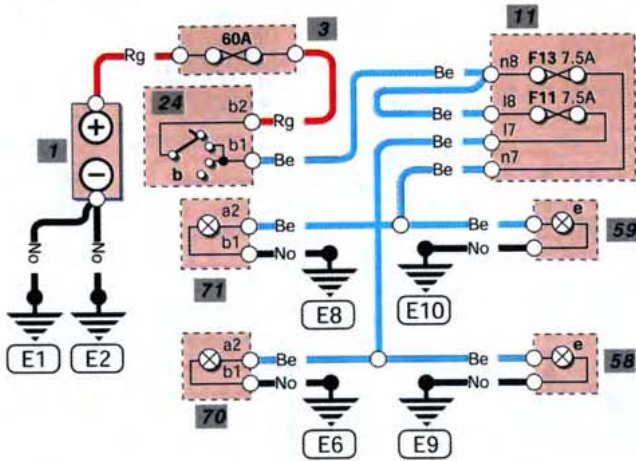 60A
3
11
Rg
n8 F13 7.5A
Be
24
b2
Rg
l8 F11 7.5A
Be
1
+
b1
Be
l7
Be
b
n7
−
Be
a2
Be
Be
e
59
No
No
b1
No
No
71
E8
E10
E1
E2
a2
Be
Be
e
58
b1
No
No
70
E6
E9